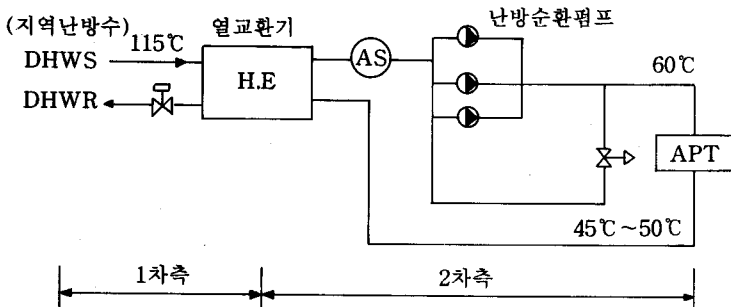 (지역난방수)
열교환기
난방순환펌프
115℃
DHWS
AS
H.E
60℃
DHWR
APT
45℃~50℃
1차측
2차측